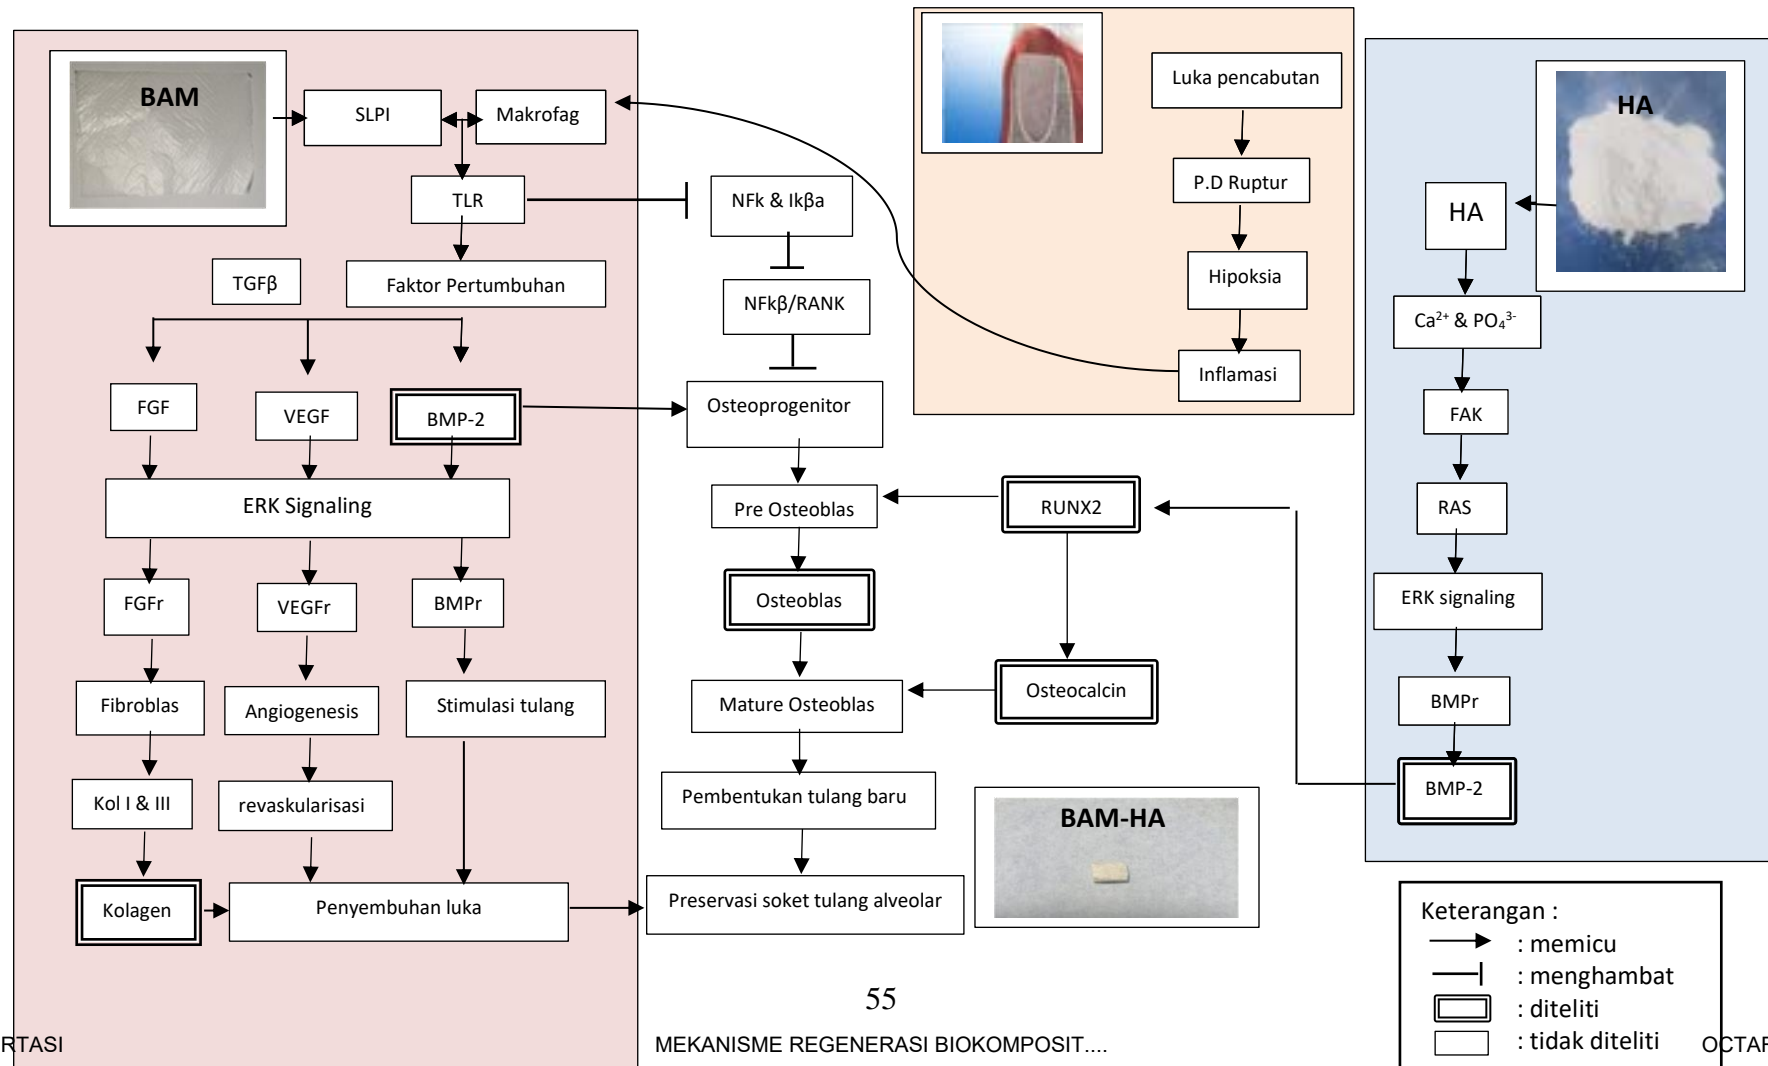 BAM
SLPI
Makrofag
TLR
TGFβ
Faktor Pertumbuhan
FGF
VEGF
BMP-2
ERK Signaling
FGFr
VEGFr
BMPr
Fibroblas
Angiogenesis
Stimulasi tulang
Kol I & III
revaskularisasi
Kolagen
Penyembuhan luka
NFk & Ikβa
NFkβ/RANK
Osteoprogenitor
Pre Osteoblas
Osteoblas
Mature Osteoblas
Pembentukan tulang baru
Preservasi soket tulang alveolar
RUNX2
Osteocalcin
BAM-HA
Luka pencabutan
P.D Ruptur
Hipoksia
Inflamasi
HA
HA
Ca²⁺ & PO₄³⁻
FAK
RAS
ERK signaling
BMPr
BMP-2
Keterangan :
: memicu
: menghambat
: diteliti
: tidak diteliti
55
RTASI
MEKANISME REGENERASI BIOKOMPOSIT....
OCTAR